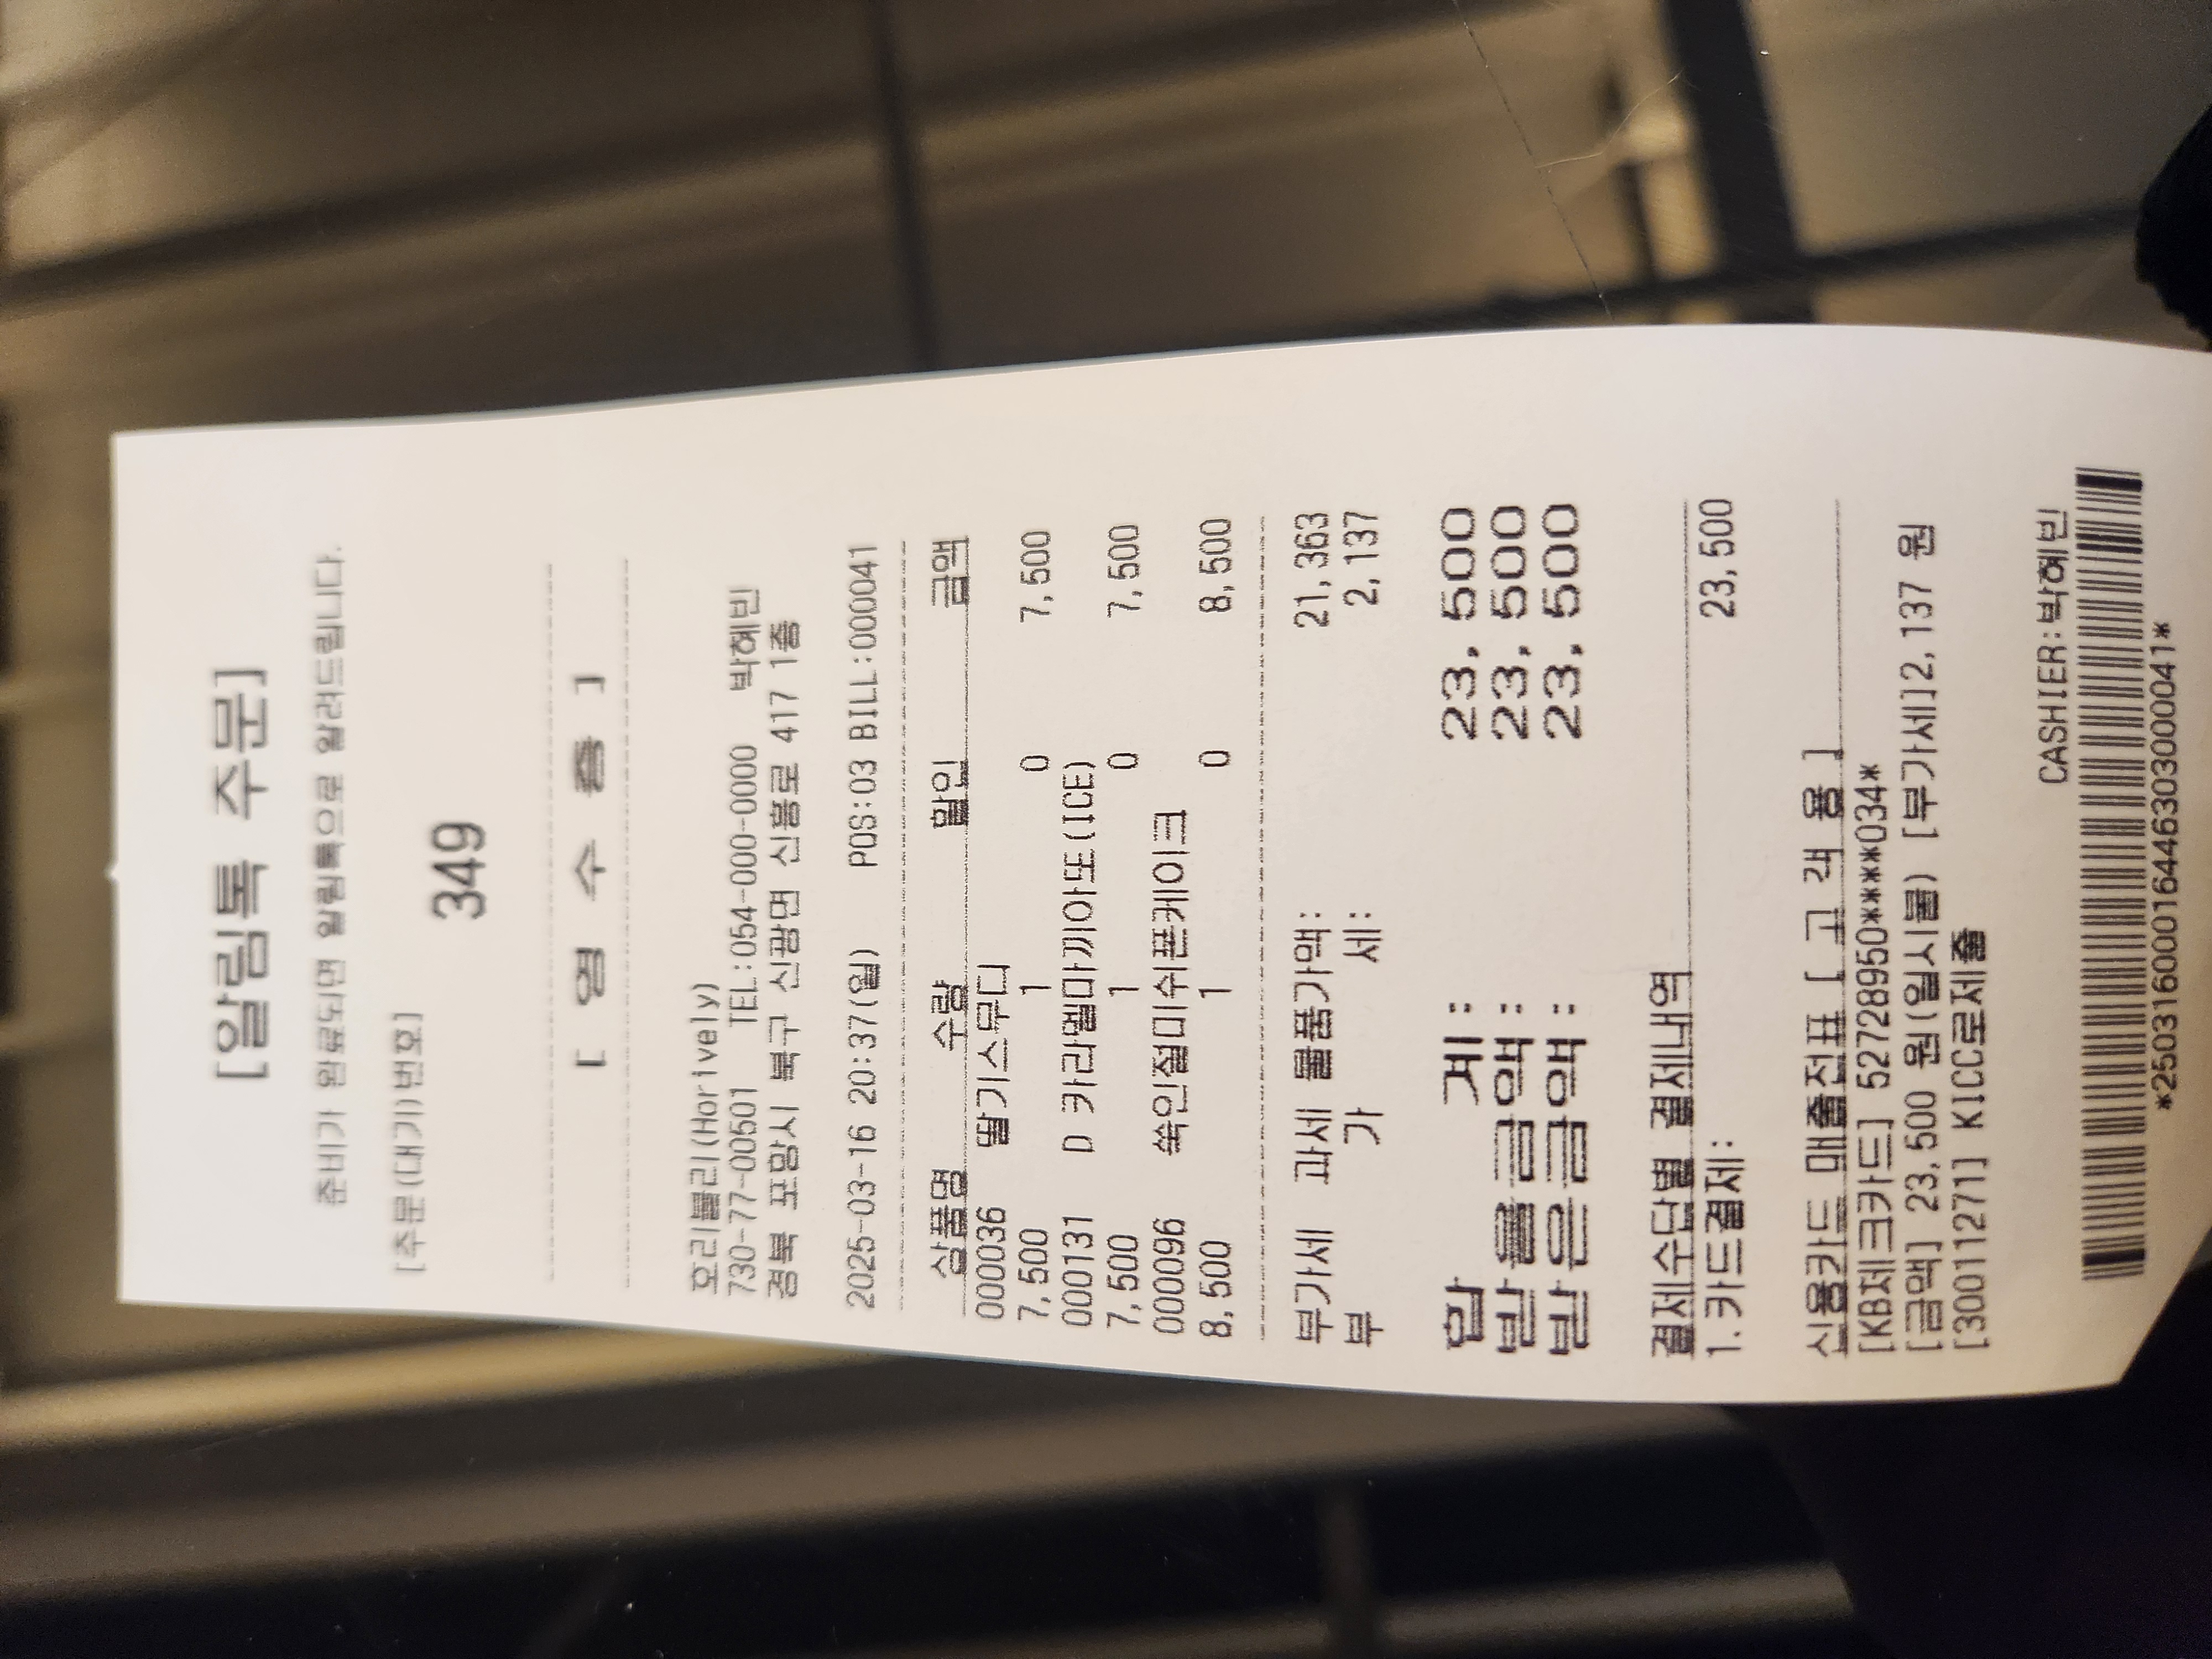 [알림톡 주문]
준비가 완료되면 알림톡으로 알려드립니다.
[주문(대기)번호]
349
[ 영 수 증 ]
호리블리(Horively)
730-77-00501 TEL:054-000-0000 박혜빈
경북 포항시 북구 신광면 신흥로 417 1층
2025-03-16 20:37(일) POS:03 BILL:000041
상품명 수량 할인 금액
000036 딸기스무디
7,500 1 0 7,500
000131 D 카라멜마끼아또(ICE)
7,500 1 0 7,500
000096 쑥인절미쉬폰케이크
8,500 1 0 8,500
부가세 과세 물품가액: 21,363
부 가 세: 2,137
합 계: 23,500
받을금액: 23,500
받은금액: 23,500
결제수단별 결제내역
1.카드결제: 23,500
신용카드 매출전표 [ 고 객 용 ]
[KB체크카드] 52728950****034*
[금액] 23,500 원(일시불) [부가세]2,137 원
[30011271] KICC로제출
CASHIER:박혜빈
*2503160001644630300041*